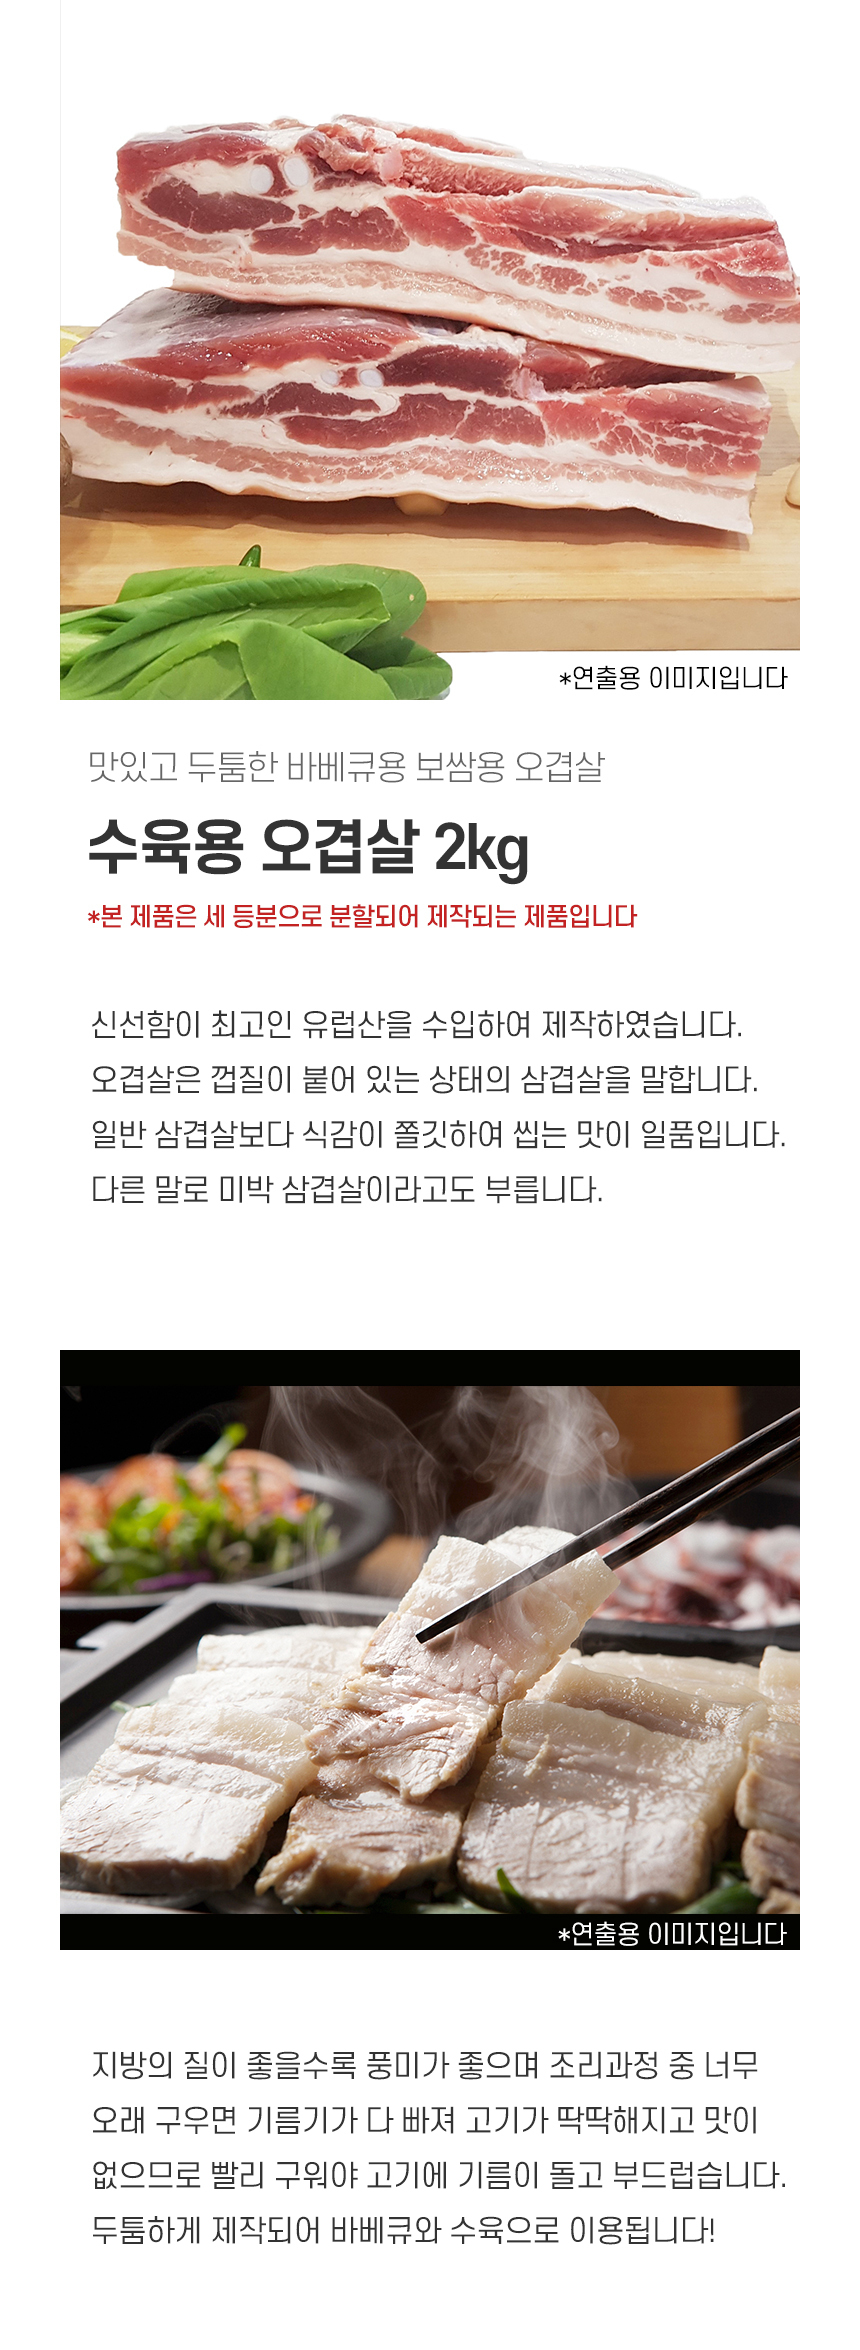 *연출용 이미지입니다
맛있고 두툼한 바베큐용 보쌈용 오겹살
수육용 오겹살 2kg
*본 제품은 세 등분으로 분할되어 제작되는 제품입니다
신선함이 최고인 유럽산을 수입하여 제작하였습니다.
오겹살은 껍질이 붙어 있는 상태의 삼겹살을 말합니다.
일반 삼겹살보다 식감이 쫄깃하여 씹는 맛이 일품입니다.
다른 말로 미박 삼겹살이라고도 부릅니다.
*연출용 이미지입니다
지방의 질이 좋을수록 풍미가 좋으며 조리과정 중 너무
오래 구우면 기름기가 다 빠져 고기가 딱딱해지고 맛이
없으므로 빨리 구워야 고기에 기름이 돌고 부드럽습니다.
두툼하게 제작되어 바베큐와 수육으로 이용됩니다!